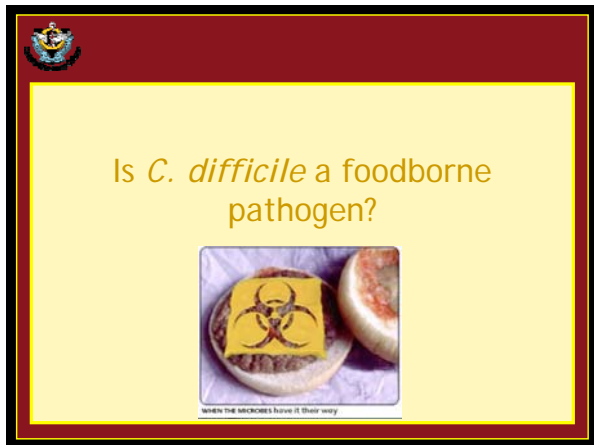 Is C. difficile a foodborne
pathogen?
WHEN THE MICROBES have it their way